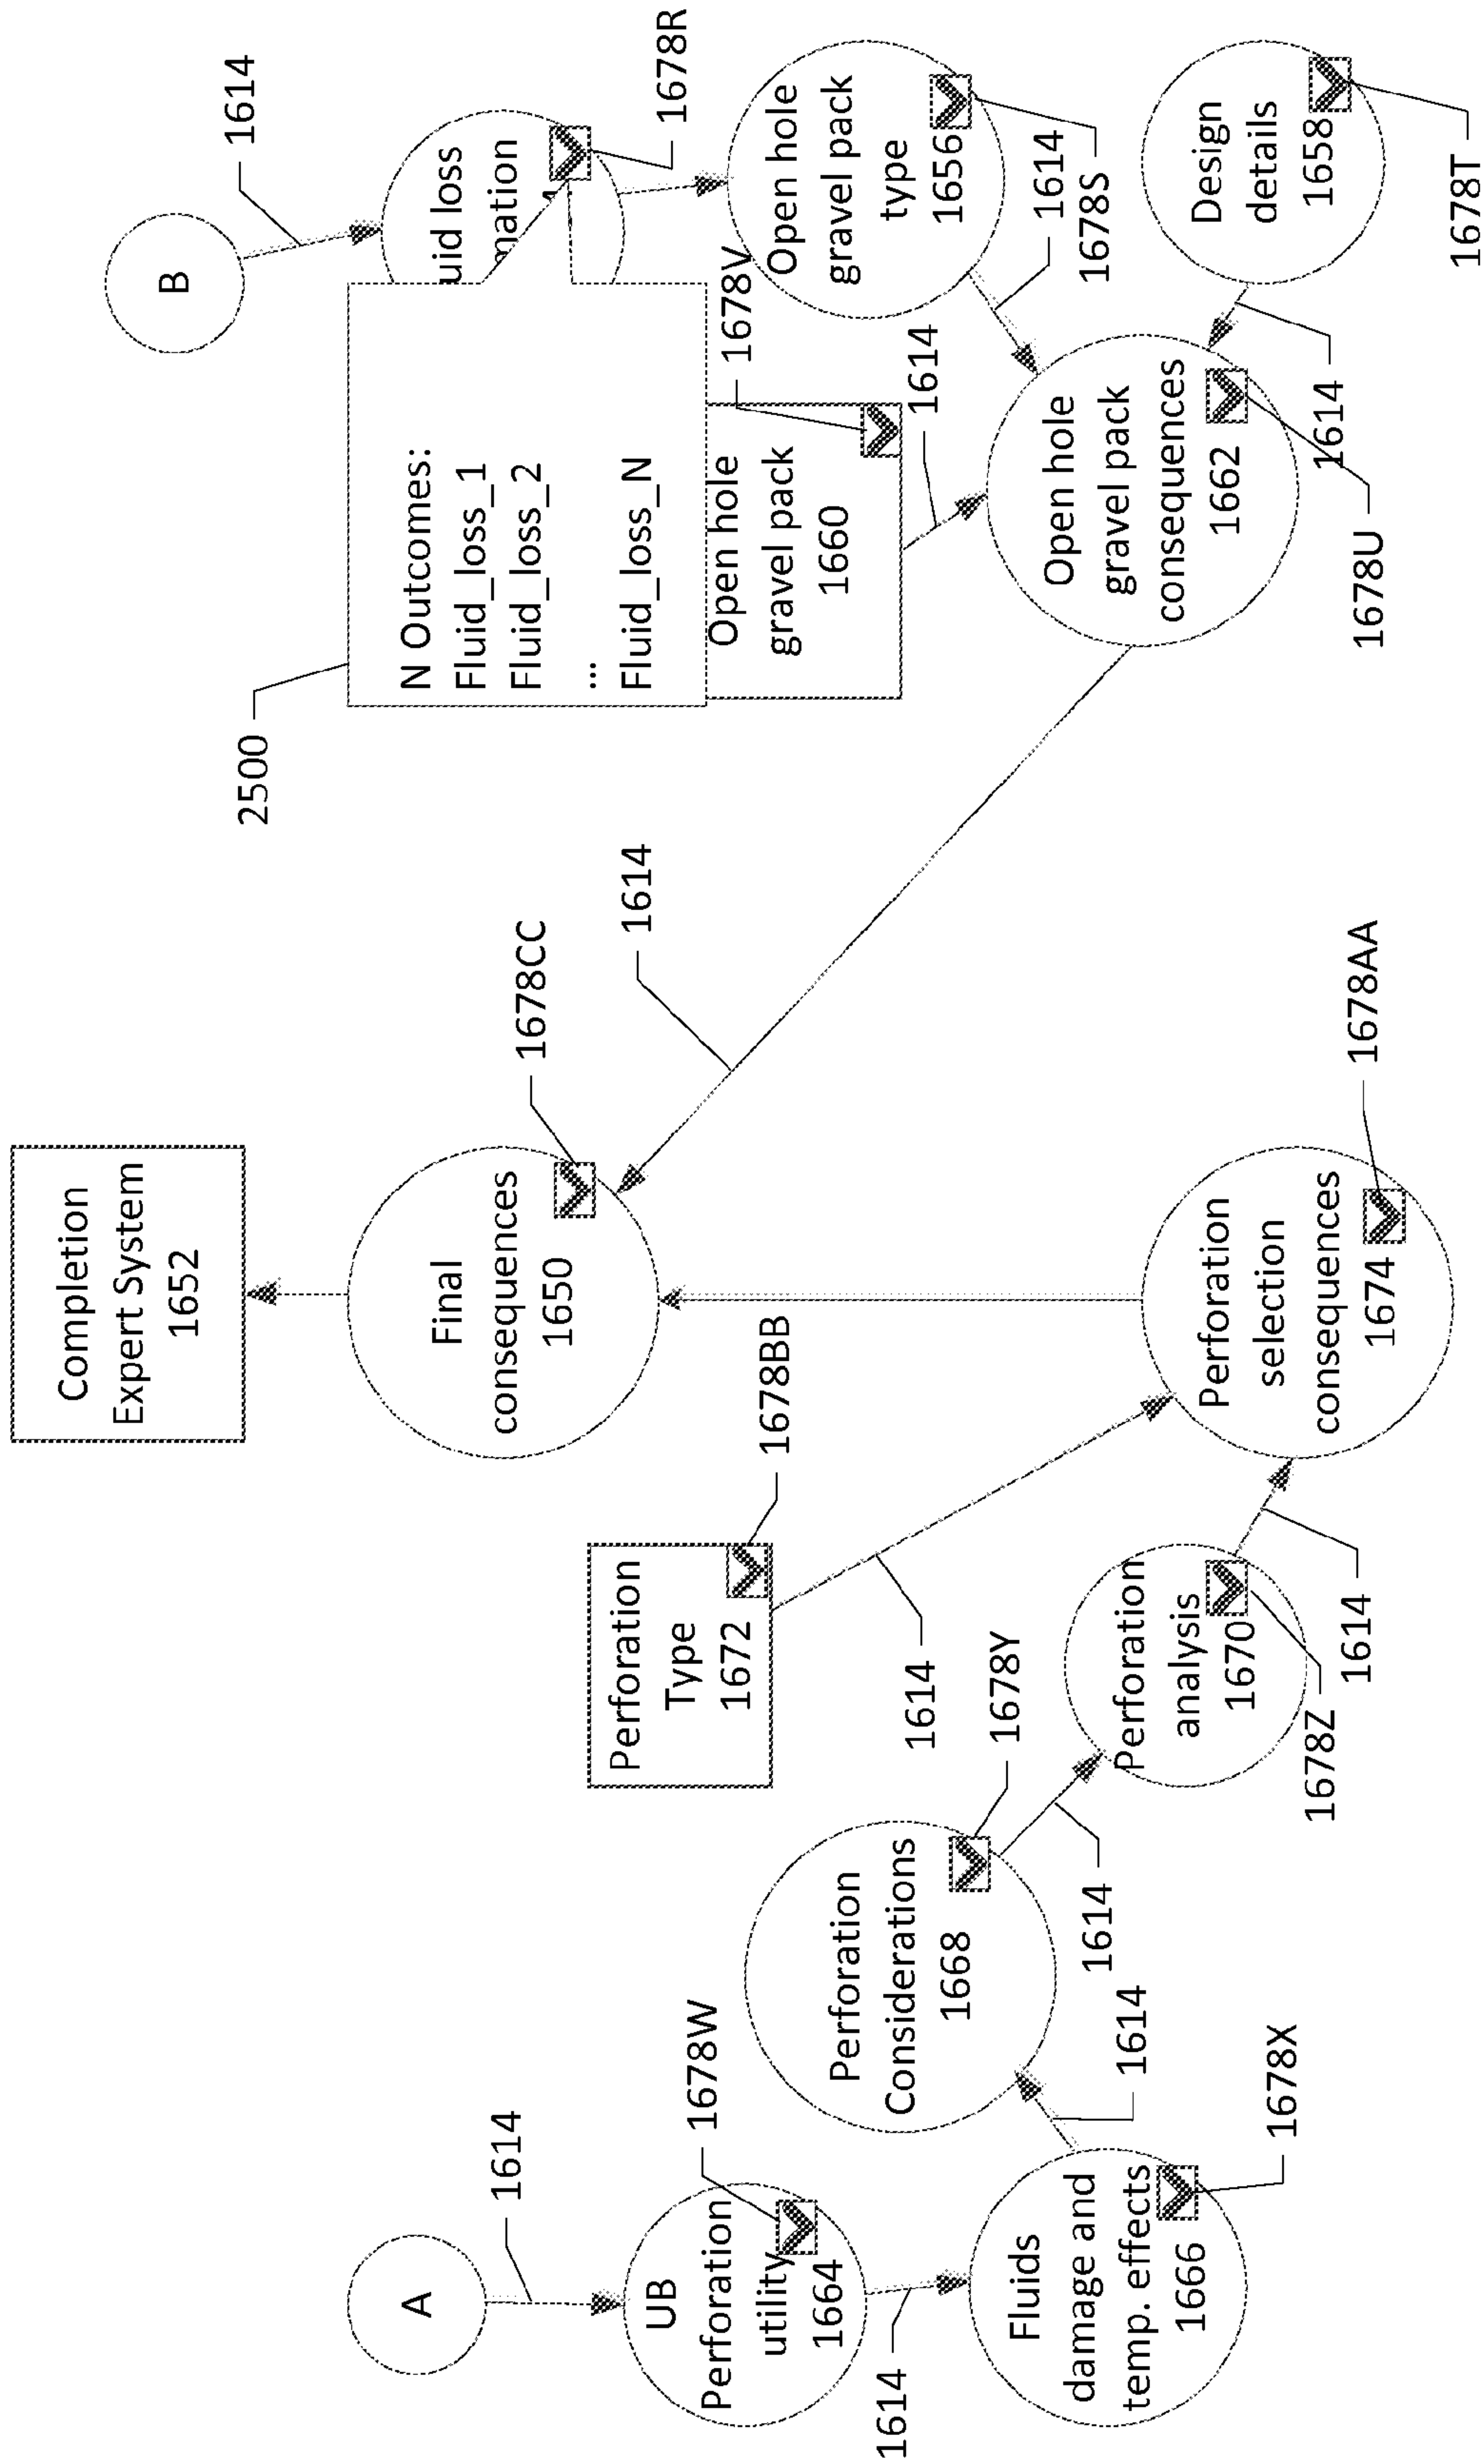 Completion
Expert System
1652
B
1614
uid loss
mation
1678R
2500
N Outcomes:
Fluid_loss_1
Fluid_loss_2
...
Fluid_loss_N
1678V
Open hole
gravel pack
type
1656
1614
1678S
Open hole
gravel pack
1660
1614
Design
details
1658
1678T
1614
Open hole
gravel pack
consequences
1662
1678U
1614
Final
consequences
1650
1678CC
A
1614
UB
Perforation
utility
1664
1678W
1614
Fluids
damage and
temp. effects
1666
1678X
1614
Perforation
Considerations
1668
1678Y
1614
Perforation
Type
1672
1678BB
1614
Perforation
analysis
1670
1678Z
1614
Perforation
selection
consequences
1674
1678AA